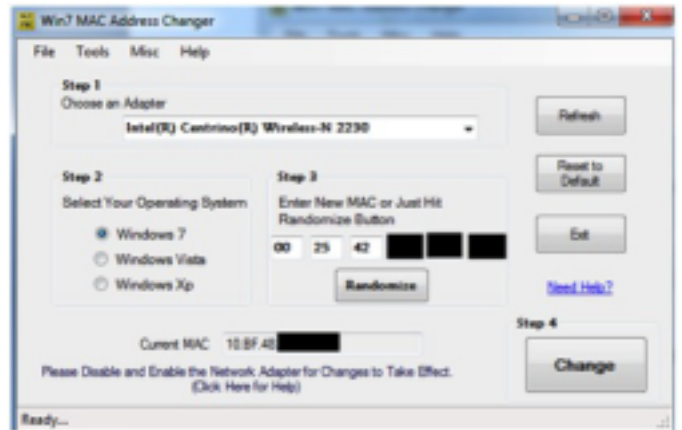 Win7 MAC Address Changer
File Tools Misc Help
Step 1
Choose an Adapter
Intel(R) Centrino(R) Wireless-N 2230
Refresh
Reset to
Default
Exit
Need Help?
Step 2
Select Your Operating System
Windows 7
Windows Vista
Windows Xp
Step 3
Enter New MAC or Just Hit
Randomize Button
00 25 42
Randomize
Step 4
Change
Current MAC 10.BF.48
Please Disable and Enable the Network Adapter for Changes to Take Effect.
(Click Here for Help)
Ready...